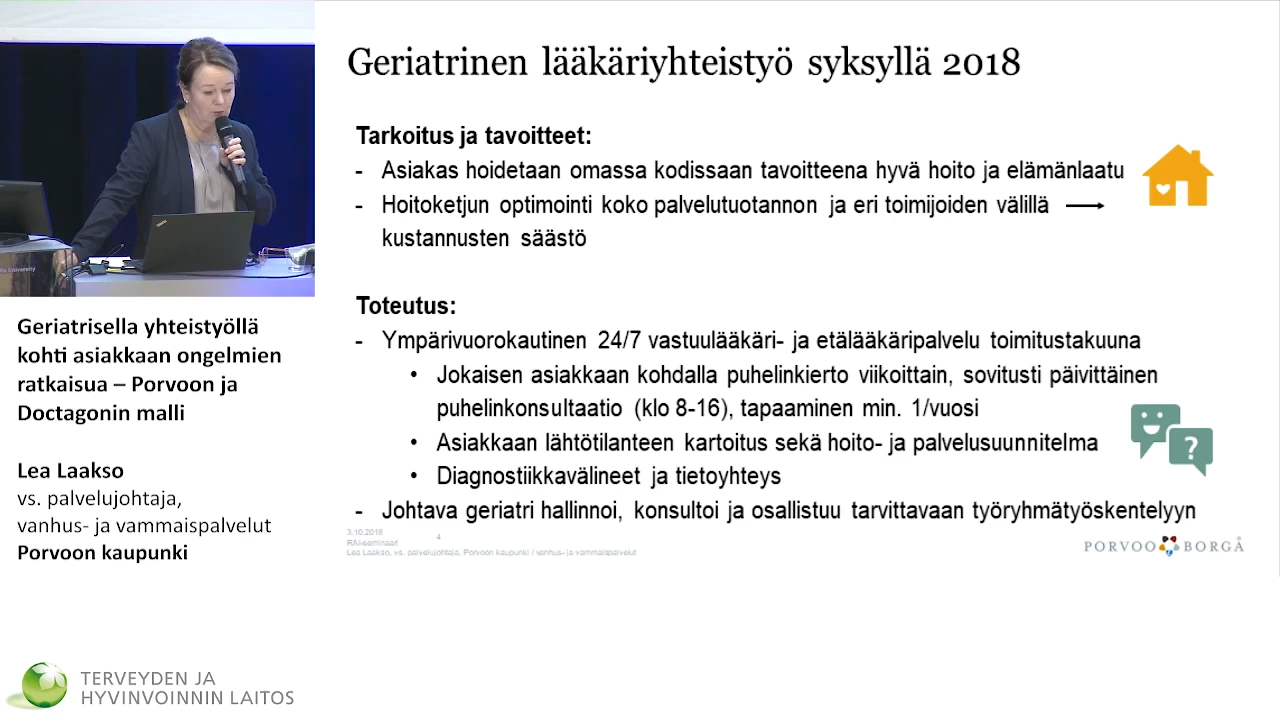 Geriatrinen lääkäriyhteistyö syksyllä 2018
Tarkoitus ja tavoitteet:
- Asiakas hoidetaan omassa kodissaan tavoitteena hyvä hoito ja elämänlaatu
- Hoitoketjun optimointi koko palvelutuotannon ja eri toimijoiden välillä →
kustannusten säästö
Toteutus:
- Ympärivuorokautinen 24/7 vastuulääkäri- ja etälääkäripalvelu toimitustakuuna
• Jokaisen asiakkaan kohdalla puhelinkierto viikoittain, sovitusti päivittäinen
puhelinkonsultaatio (klo 8-16), tapaaminen min. 1/vuosi
• Asiakkaan lähtötilanteen kartoitus sekä hoito- ja palvelusuunnitelma
?
• Diagnostiikkavälineet ja tietoyhteys
- Johtava geriatri hallinnoi, konsultoi ja osallistuu tarvittavaan työryhmätyöskentelyyn
3.10.2018
4
RAI-seminaari
Lea Laakso, vs. palvelujohtaja, Porvoon kaupunki / vanhus- ja vammaispalvelut
PORVOO BORGÅ
University
Geriatrisella yhteistyöllä
kohti asiakkaan ongelmien
ratkaisua – Porvoon ja
Doctagonin malli
Lea Laakso
vs. palvelujohtaja,
vanhus- ja vammaispalvelut
Porvoon kaupunki
TERVEYDEN JA
HYVINVOINNIN LAITOS